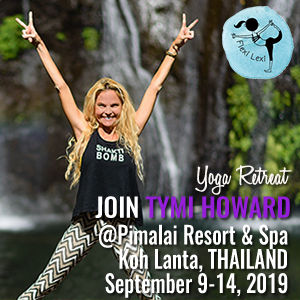 Flexi Lexi
SHAKTI
BOMB
Yoga Retreat
JOIN TYMI HOWARD
@Pimalai Resort & Spa
Koh Lanta, THAILAND
September 9-14, 2019